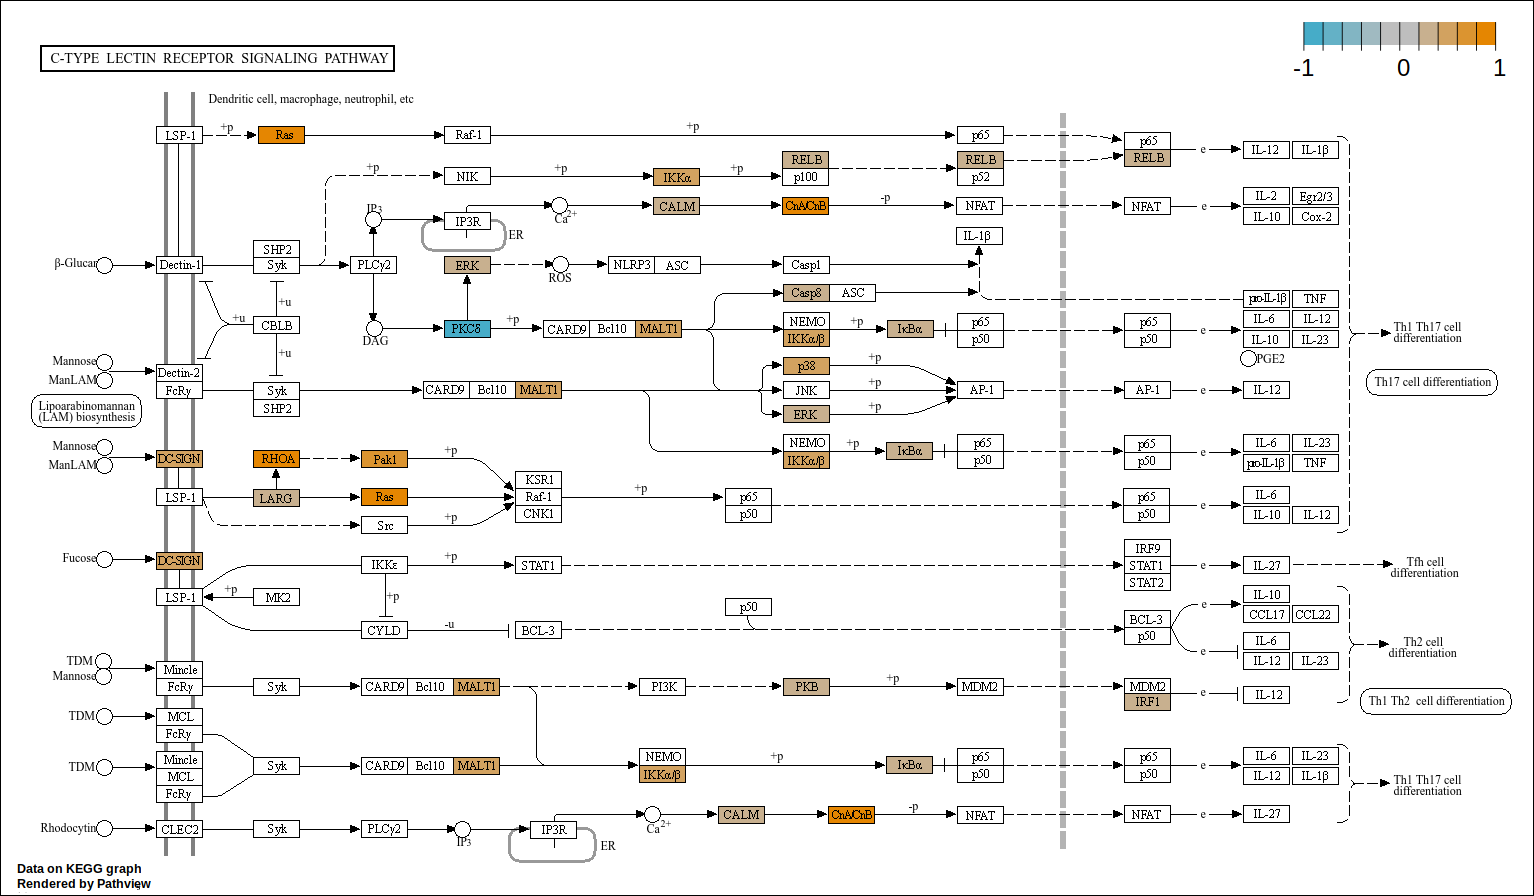 C-TYPE LECTIN RECEPTOR SIGNALING PATHWAY
-1 0 1
Dendritic cell, macrophage, neutrophil, etc
LSP-1 +p Ras Raf-1 +p p65 p65
RELB e IL-12 IL-1β
RELB RELB
p100 p52
+p NIK +p IKKα +p
IP3 IP3R Ca2+ CALM CnA/CnB -p NFAT NFAT e IL-2 Egr2/3
IL-10 Cox-2
ER
IL-1β
SHP2
β-Glucan Dectin-1 Syk PLCγ2 ERK ROS NLRP3 ASC Casp1
Casp8 ASC pro-IL-1β TNF
+u +u CBLB DAG PKCδ +p CARD9 Bcl10 MALT1 NEMO +p IκBα p65 p65 e IL-6 IL-12
IKKα/β p50 p50 IL-10 IL-23
PGE2
Th1 Th17 cell
differentiation
+u
Mannose
ManLAM
Dectin-2
FcRγ Syk CARD9 Bcl10 MALT1
SHP2
p38 +p
JNK +p AP-1 AP-1 e IL-12
ERK +p
Th17 cell differentiation
Lipoarabinomannan
(LAM) biosynthesis
Mannose
ManLAM
DC-SIGN RHOA Pak1 +p
NEMO +p IκBα p65 p65 e IL-6 IL-23
IKKα/β p50 p50 pro-IL-1β TNF
LSP-1 LARG Ras KSR1
Raf-1 +p p65 p65 e IL-6
CNK1 p50 p50 IL-10 IL-12
Src +p
Fucose DC-SIGN IKKε +p STAT1 IRF9
STAT1 e IL-27
STAT2
Tfh cell
differentiation
LSP-1 +p MK2 +p
p50
CYLD -u BCL-3 BCL-3
p50
e IL-10
CCL17 CCL22
e IL-6
IL-12 IL-23
Th2 cell
differentiation
TDM
Mannose
Mincle
FcRγ Syk CARD9 Bcl10 MALT1 PI3K PKB +p MDM2 MDM2
IRF1 e IL-12
Th1 Th2 cell differentiation
TDM MCL
FcRγ
TDM Mincle
MCL
FcRγ
Syk CARD9 Bcl10 MALT1 NEMO
IKKα/β +p IκBα p65 p65 e IL-6 IL-23
p50 p50 IL-12 IL-1β
Th1 Th17 cell
differentiation
Rhodocytin CLEC2 Syk PLCγ2 IP3 IP3R Ca2+ CALM CnA/CnB -p NFAT NFAT e IL-27
ER
Data on KEGG graph
Rendered by Pathview